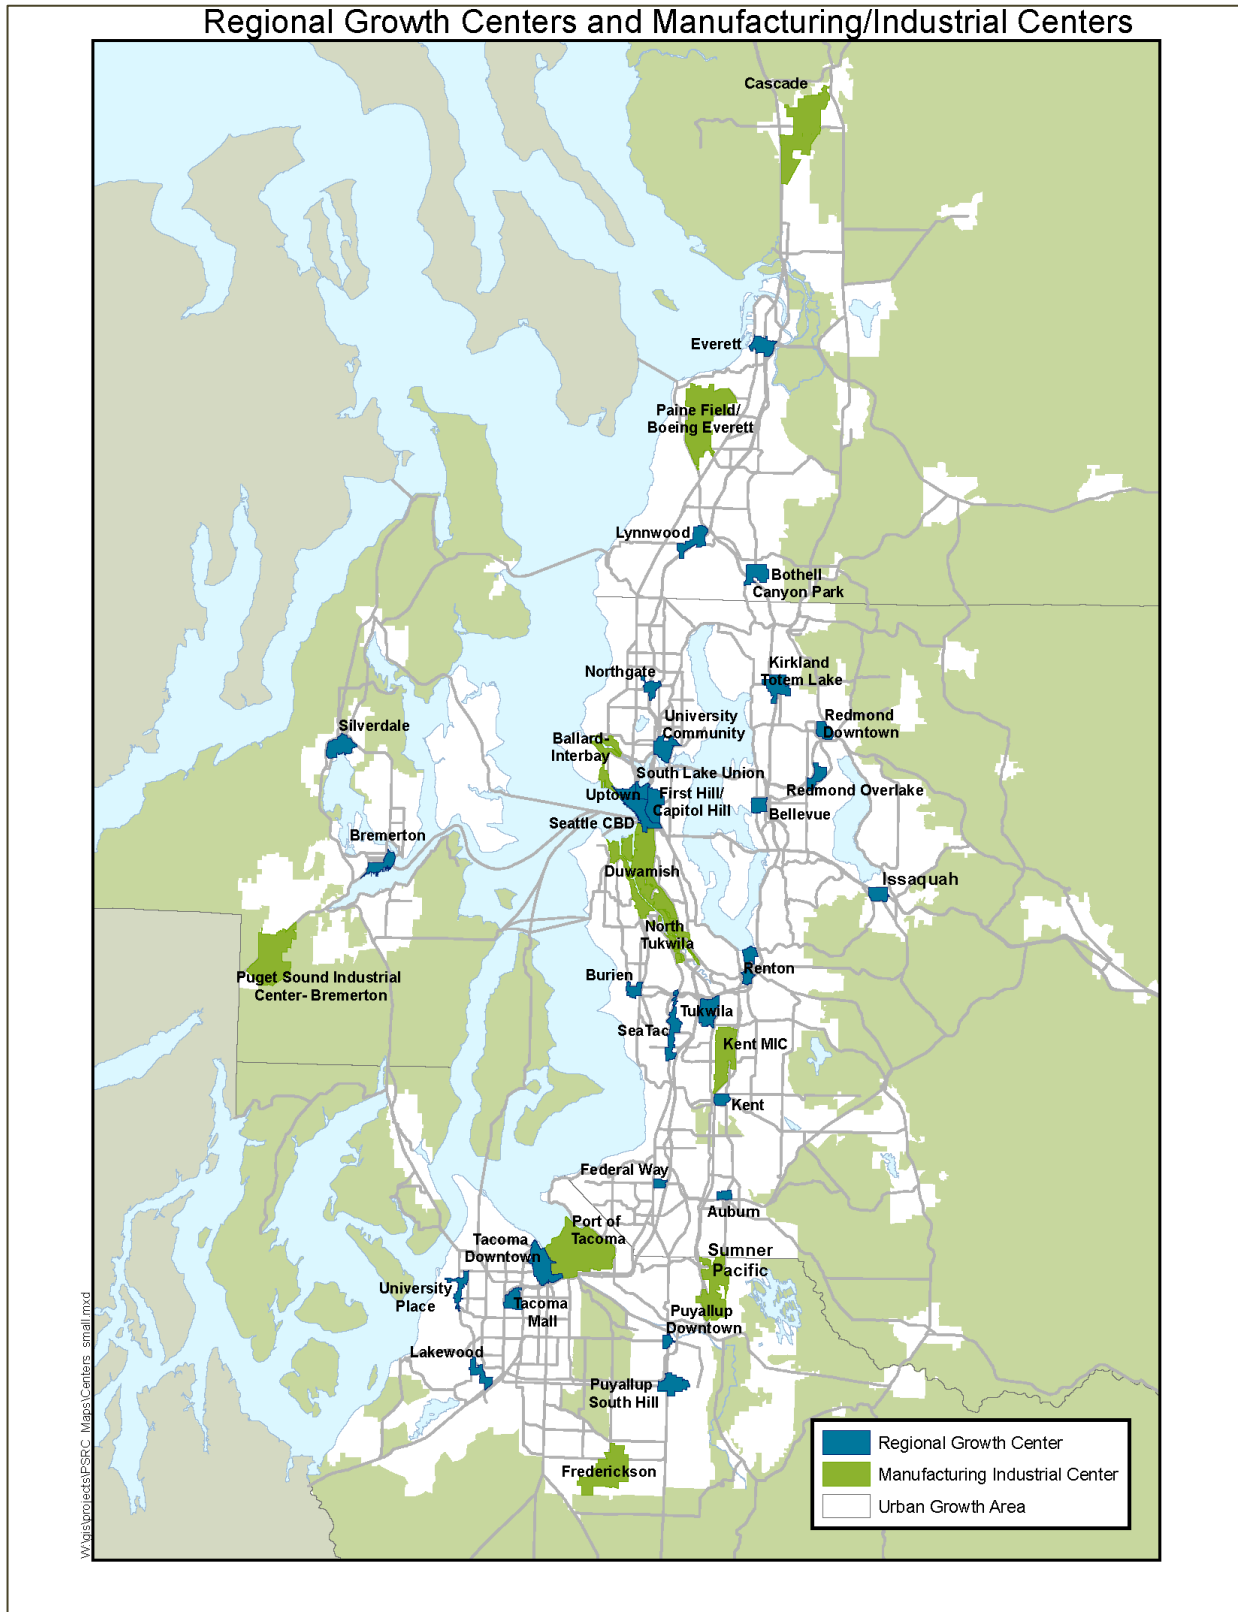 Regional Growth Centers and Manufacturing/Industrial Centers
Cascade
Everett
Paine Field/
Boeing Everett
Lynnwood
Bothell
Canyon Park
Northgate
Kirkland
Totem Lake
Silverdale
University
Community
Redmond
Downtown
Ballard-
Interbay
South Lake Union
Uptown
First Hill/
Capitol Hill
Redmond Overlake
Bellevue
Seattle CBD
Bremerton
Duwamish
Issaquah
North
Tukwila
Puget Sound Industrial
Center- Bremerton
Burien
Renton
Tukwila
SeaTac
Kent MIC
Kent
Federal Way
Auburn
Port of
Tacoma
Tacoma
Downtown
Sumner
Pacific
University
Place
Tacoma
Mall
Puyallup
Downtown
Lakewood
Puyallup
South Hill
Frederickson
Regional Growth Center
Manufacturing Industrial Center
Urban Growth Area
W:\gis\projects\PSRC_Maps\Centers_small.mxd